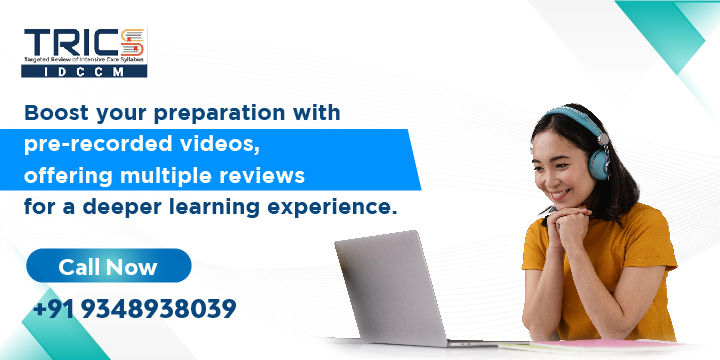 TRICS
Targeted Review of Intensive Care Syllabus
IDCCM
Boost your preparation with
pre-recorded videos,
offering multiple reviews
for a deeper learning experience.
Call Now
+91 9348938039